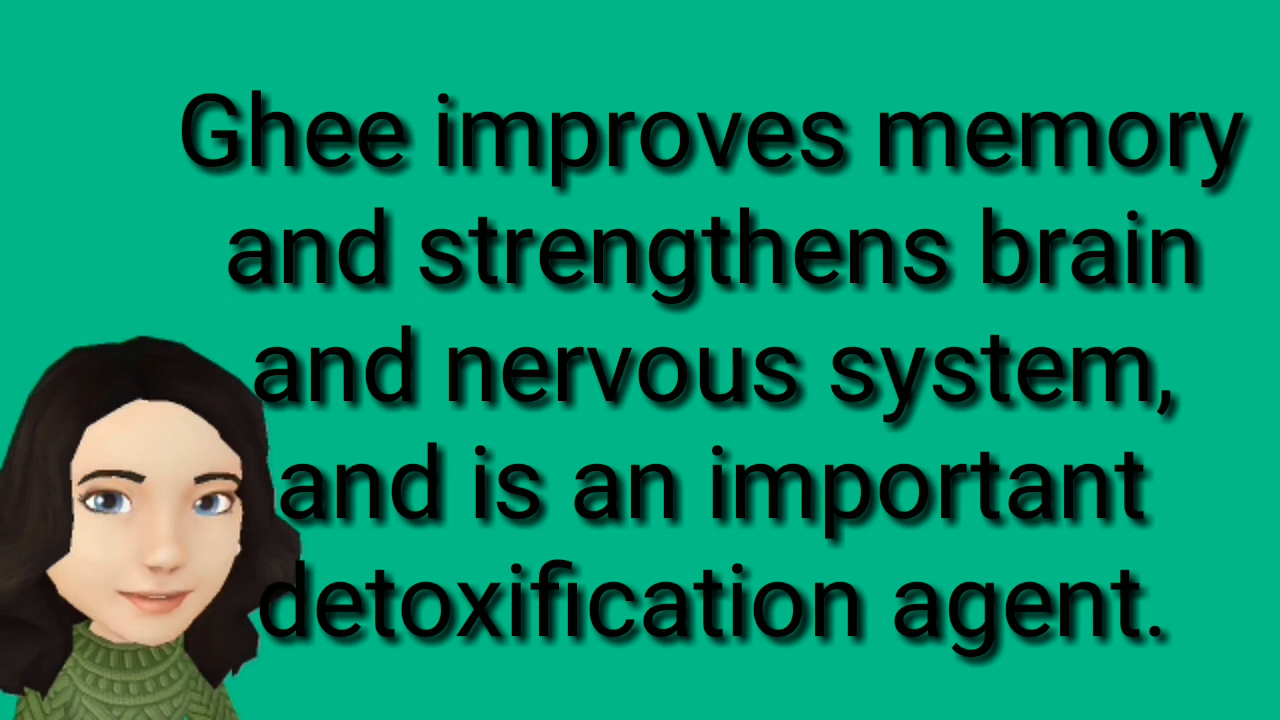 Ghee improves memory
and strengthens brain
and nervous system,
and is an important
detoxification agent.